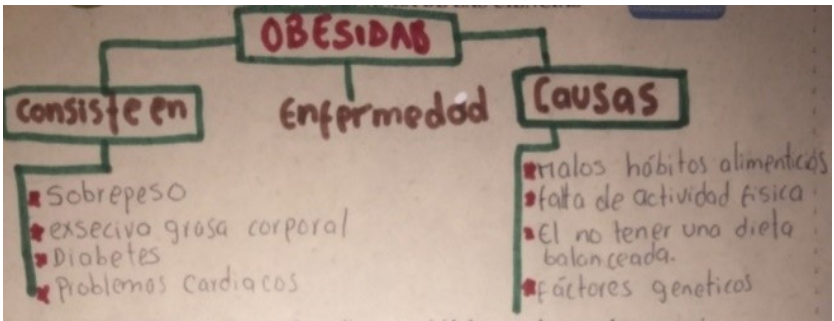 OBESIDAD
Consiste en
Enfermedad
Causas
Sobrepeso
exseciva grasa corporal
Diabetes
Problemas cardiacos
malos hábitos alimenticios
falta de actividad física
El no tener una dieta
balanceada.
Fáctores geneticos